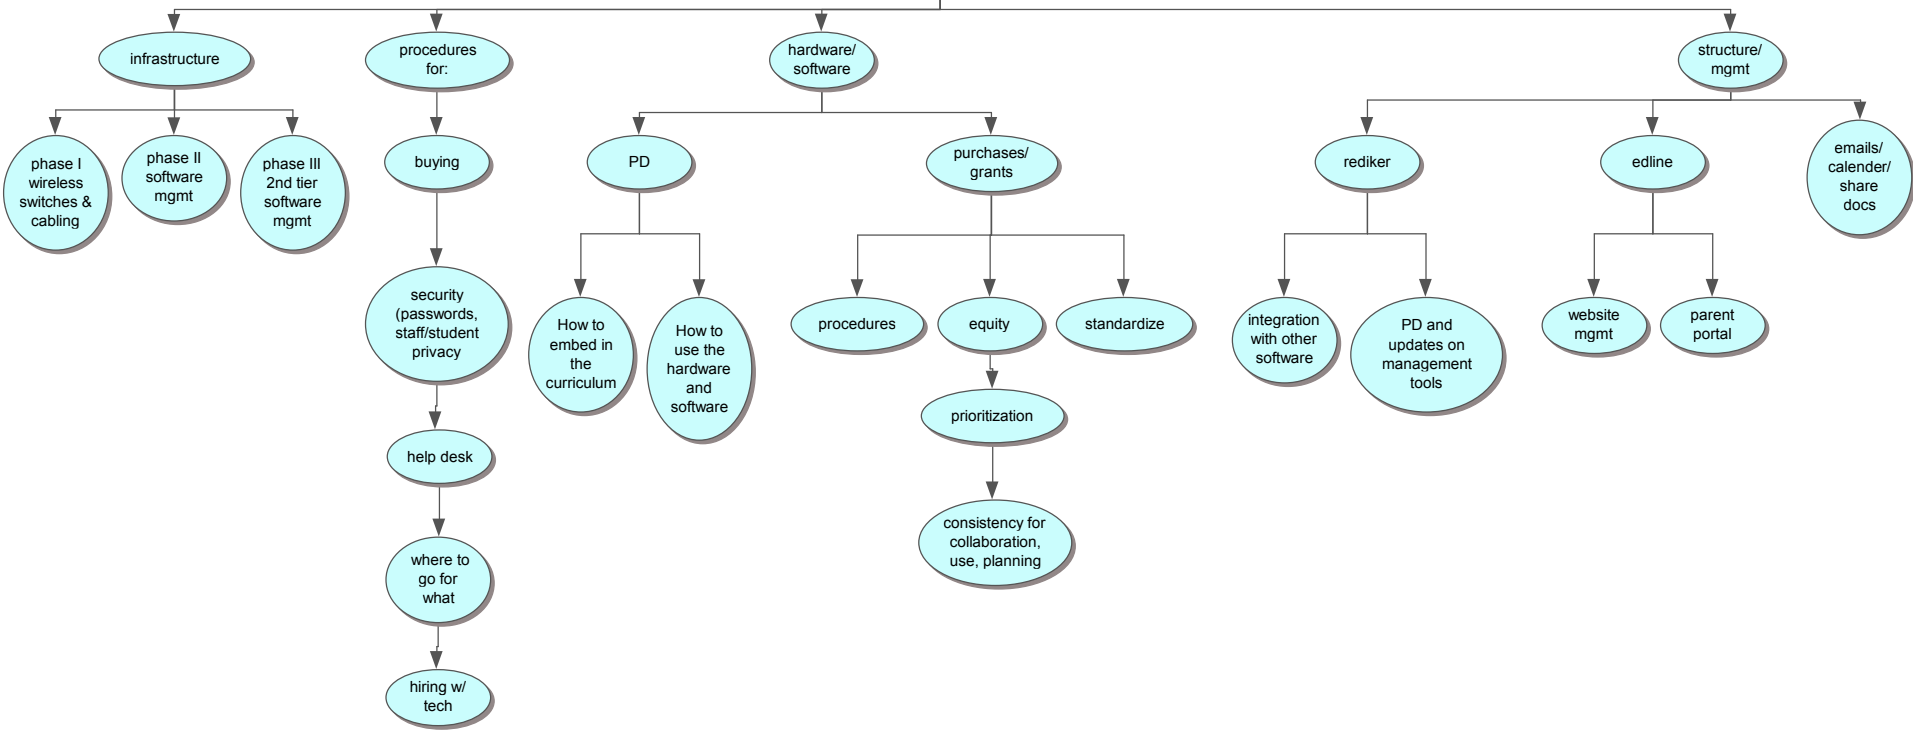 infrastructure
procedures
for:
hardware/
software
structure/
mgmt
phase I
wireless
switches &
cabling
phase II
software
mgmt
phase III
2nd tier
software
mgmt
buying
PD
purchases/
grants
rediker
edline
emails/
calender/
share
docs
security
(passwords,
staff/student
privacy
How to
embed in
the
curriculum
How to
use the
hardware
and
software
procedures
equity
standardize
integration
with other
software
PD and
updates on
management
tools
website
mgmt
parent
portal
prioritization
help desk
consistency for
collaboration,
use, planning
where to
go for
what
hiring w/
tech